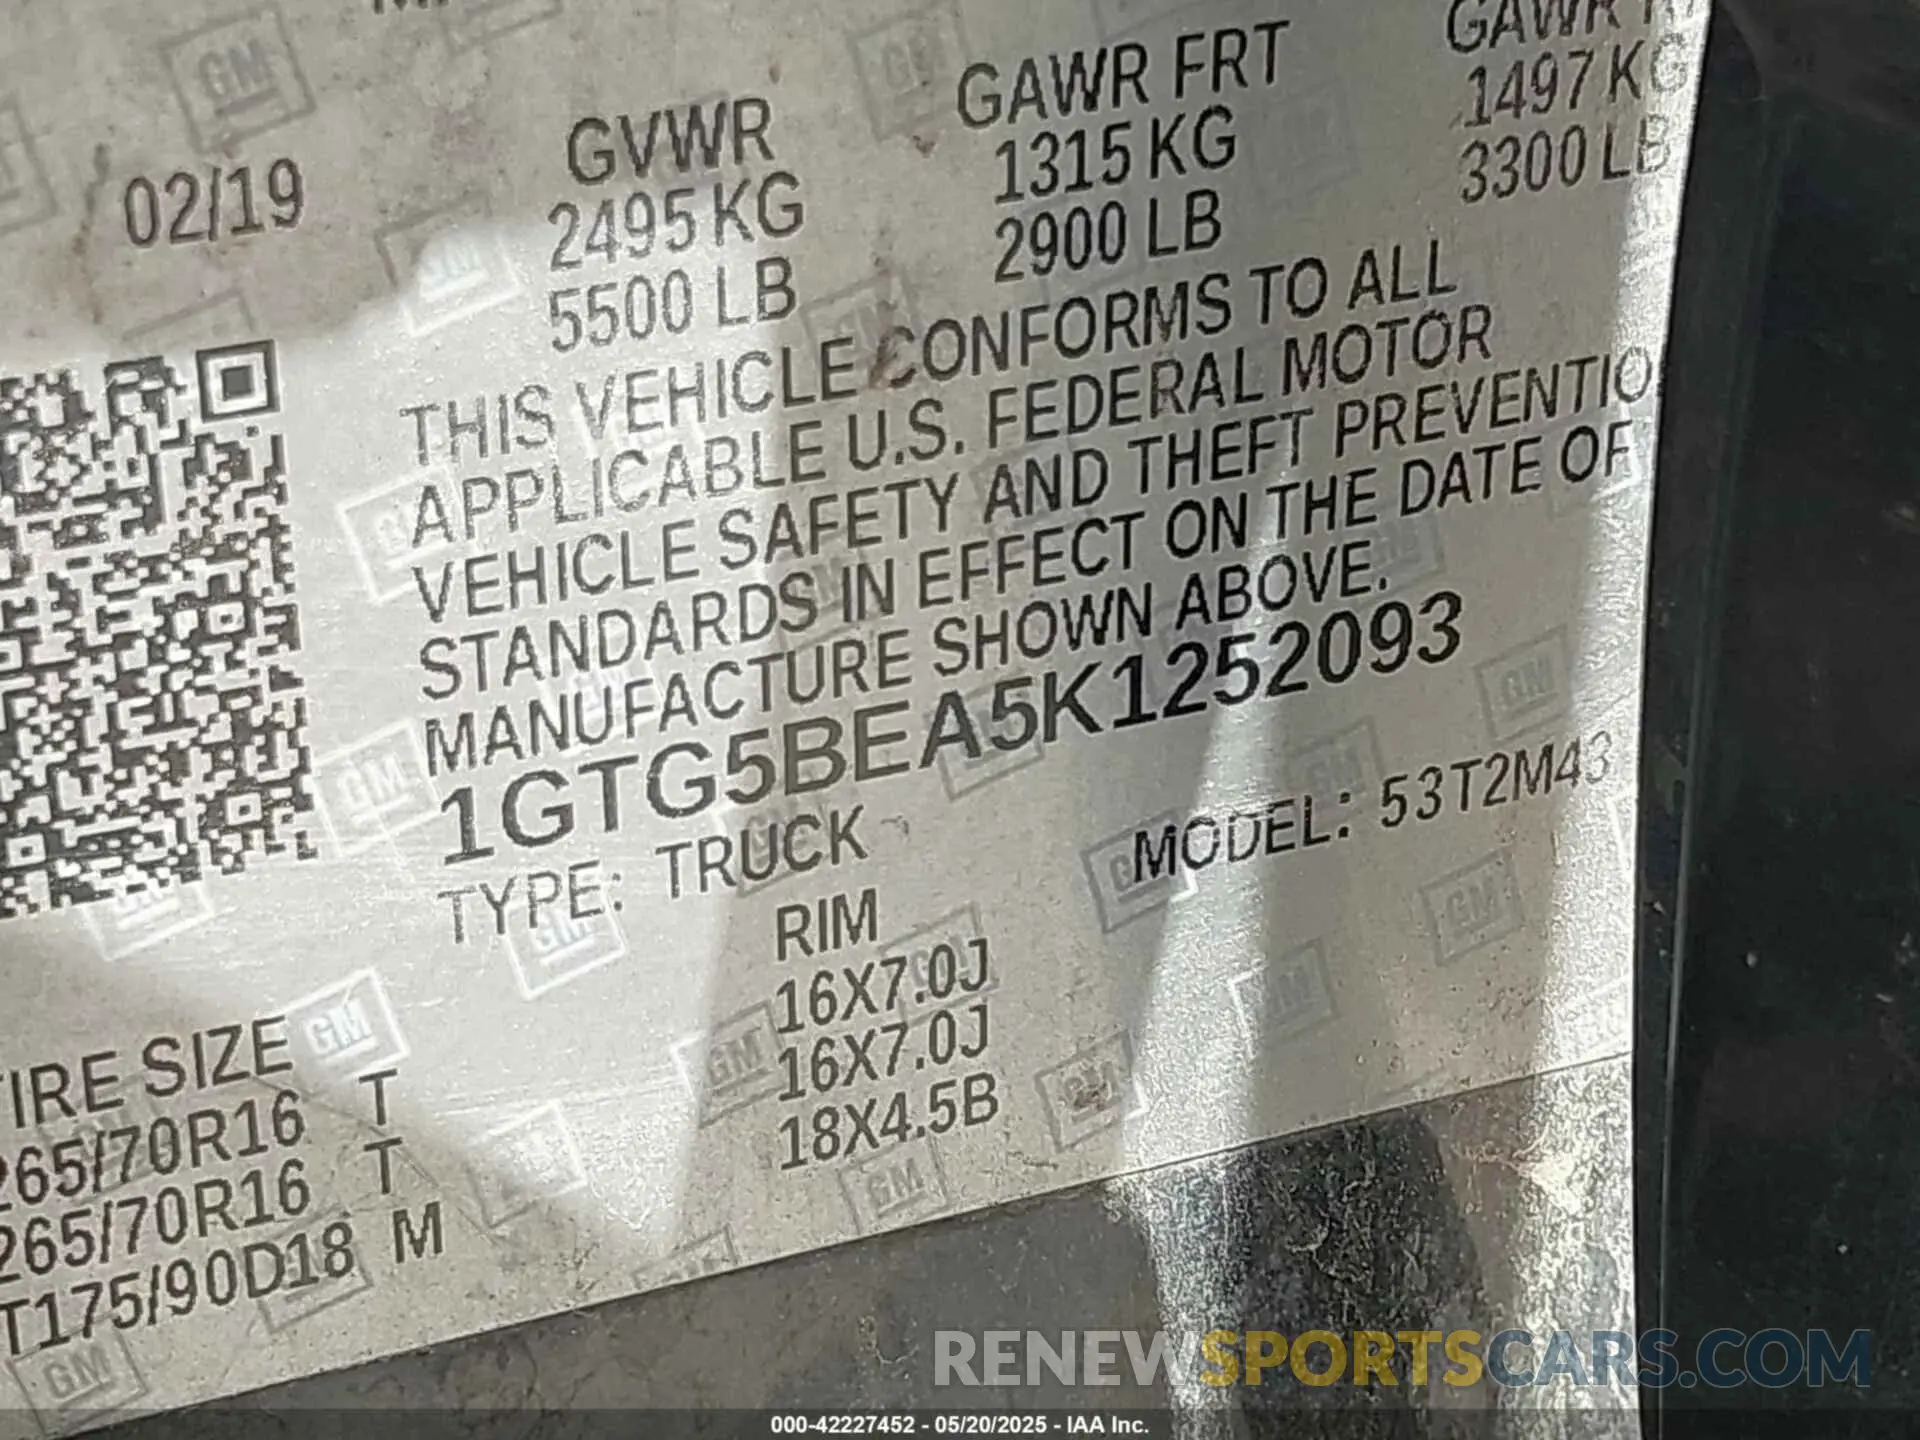 02/19
GVWR
2495 KG
5500 LB
GAWR FRT
1315 KG
2900 LB
GAWR
1497 KG
3300 LB
THIS VEHICLE CONFORMS TO ALL
APPLICABLE U.S. FEDERAL MOTOR
VEHICLE SAFETY AND THEFT PREVENTIO
STANDARDS IN EFFECT ON THE DATE OF
MANUFACTURE SHOWN ABOVE.
1GTG5BEA5K1252093
TYPE: TRUCK
MODEL: 53T2M43
IRE SIZE
265/70R16 T
265/70R16 T
T175/90D18 M
RIM
16X7.0J
16X7.0J
18X4.5B
RENEWSPORTSCARS.COM
000-42227452 - 05/20/2025 - IAA Inc.